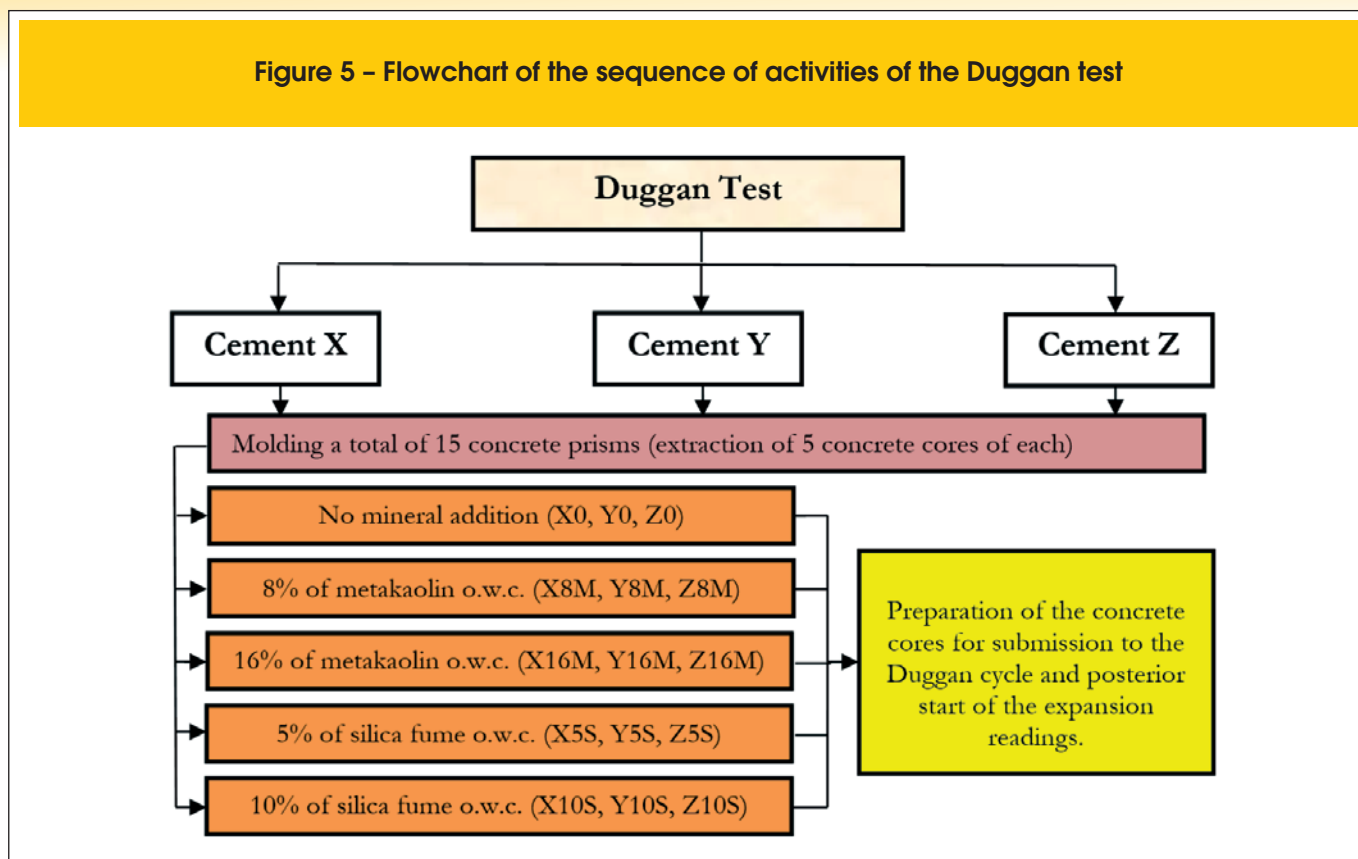 Figure 5 – Flowchart of the sequence of activities of the Duggan test
Duggan Test
Cement X
Cement Y
Cement Z
Molding a total of 15 concrete prisms (extraction of 5 concrete cores of each)
No mineral addition (X0, Y0, Z0)
8% of metakaolin o.w.c. (X8M, Y8M, Z8M)
16% of metakaolin o.w.c. (X16M, Y16M, Z16M)
5% of silica fume o.w.c. (X5S, Y5S, Z5S)
10% of silica fume o.w.c. (X10S, Y10S, Z10S)
Preparation of the concrete
cores for submission to the
Duggan cycle and posterior
start of the expansion
readings.